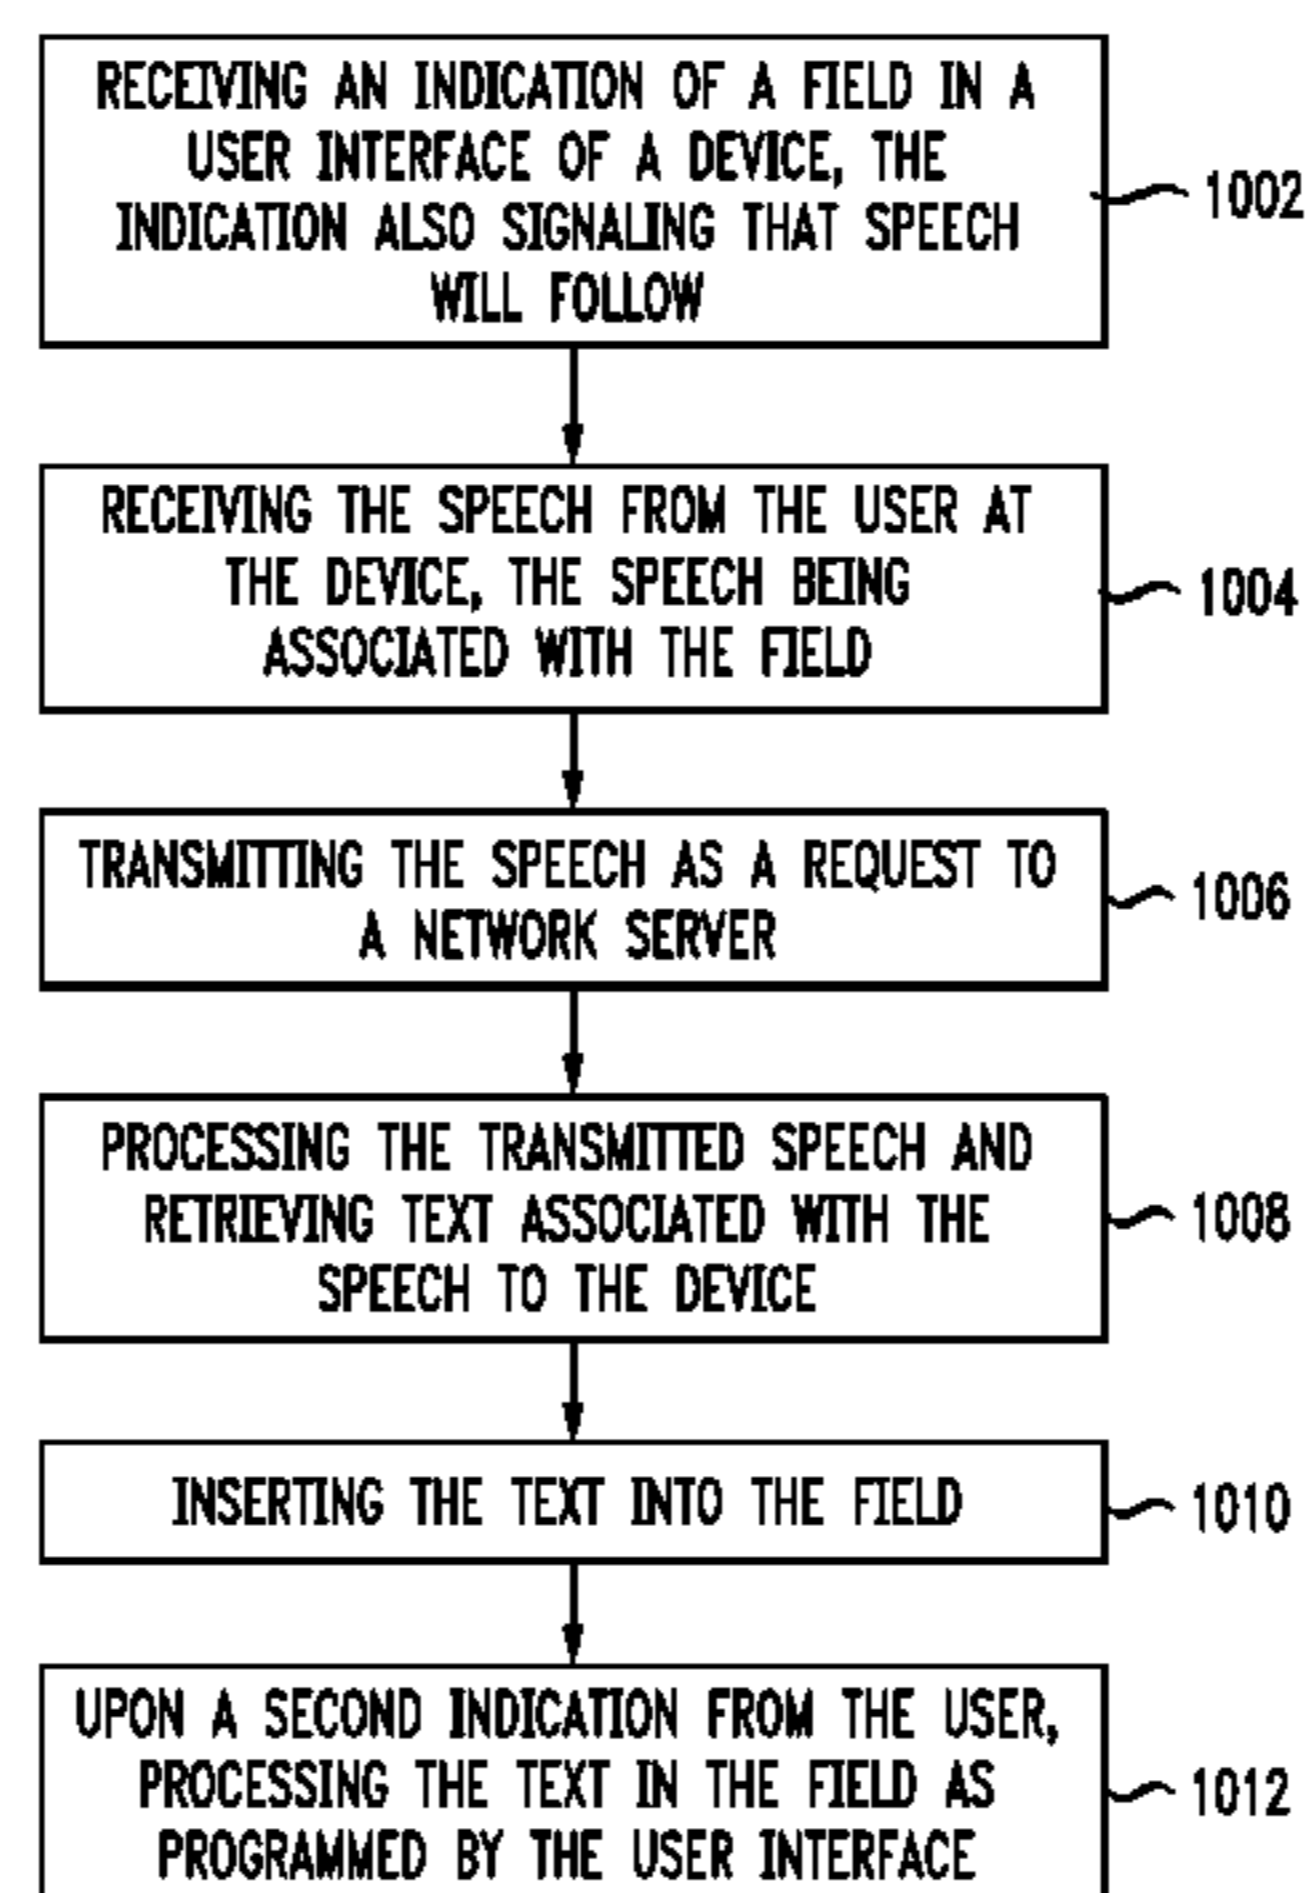 RECEIVING AN INDICATION OF A FIELD IN A
USER INTERFACE OF A DEVICE, THE
INDICATION ALSO SIGNALING THAT SPEECH
WILL FOLLOW
1002
RECEIVING THE SPEECH FROM THE USER AT
THE DEVICE, THE SPEECH BEING
ASSOCIATED WITH THE FIELD
1004
TRANSMITTING THE SPEECH AS A REQUEST TO
A NETWORK SERVER
1006
PROCESSING THE TRANSMITTED SPEECH AND
RETRIEVING TEXT ASSOCIATED WITH THE
SPEECH TO THE DEVICE
1008
INSERTING THE TEXT INTO THE FIELD
1010
UPON A SECOND INDICATION FROM THE USER,
PROCESSING THE TEXT IN THE FIELD AS
PROGRAMMED BY THE USER INTERFACE
1012